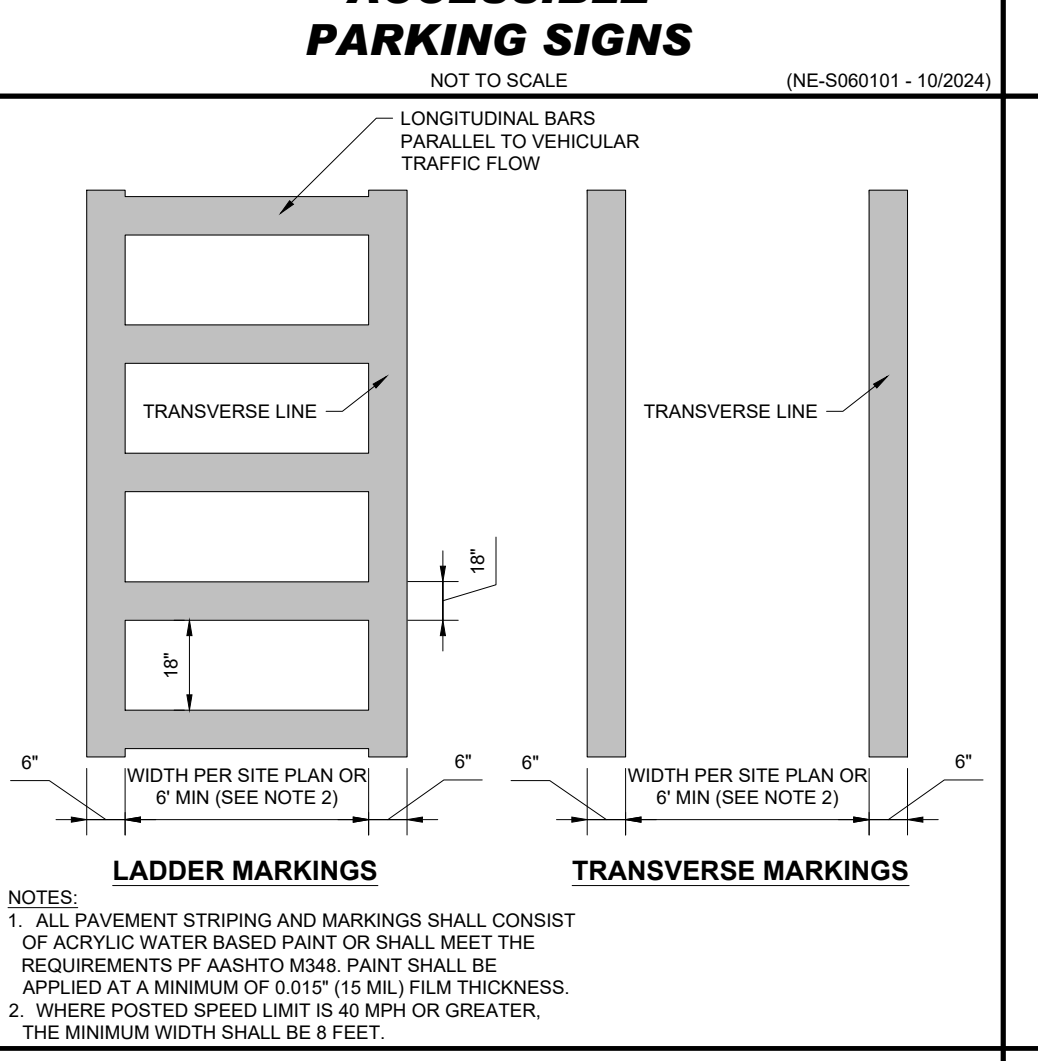 ACCESSIBLE
PARKING SIGNS
NOT TO SCALE
(NE-S060101 - 10/2024)
LONGITUDINAL BARS
PARALLEL TO VEHICULAR
TRAFFIC FLOW
TRANSVERSE LINE
18"
18"
6"
WIDTH PER SITE PLAN OR
6' MIN (SEE NOTE 2)
6"
LADDER MARKINGS
TRANSVERSE LINE
6"
WIDTH PER SITE PLAN OR
6' MIN (SEE NOTE 2)
6"
TRANSVERSE MARKINGS
NOTES:
1. ALL PAVEMENT STRIPING AND MARKINGS SHALL CONSIST
OF ACRYLIC WATER BASED PAINT OR SHALL MEET THE
REQUIREMENTS PF AASHTO M348. PAINT SHALL BE
APPLIED AT A MINIMUM OF 0.015" (15 MIL) FILM THICKNESS.
2. WHERE POSTED SPEED LIMIT IS 40 MPH OR GREATER,
THE MINIMUM WIDTH SHALL BE 8 FEET.